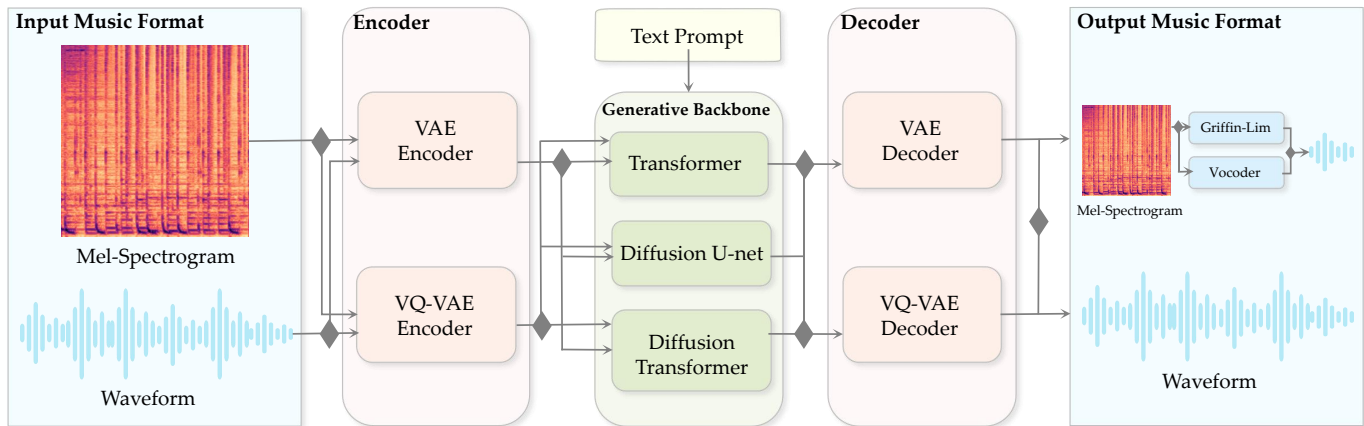 Input Music Format
Mel-Spectrogram
Waveform
Encoder
VAE
Encoder
VQ-VAE
Encoder
Text Prompt
Generative Backbone
Transformer
Diffusion U-net
Diffusion
Transformer
Decoder
VAE
Decoder
VQ-VAE
Decoder
Output Music Format
Griffin-Lim
Vocoder
Mel-Spectrogram
Waveform